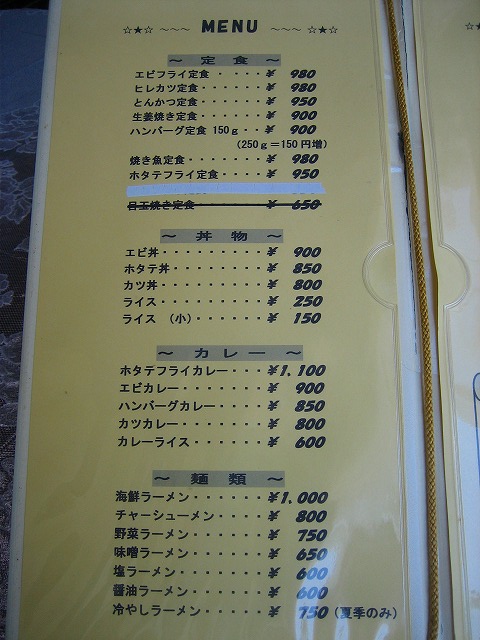 ☆★☆ ～～～ MENU ～～～ ☆★☆
～ 定 食 ～
エビフライ定食・・・・・¥ 980
ヒレカツ定食・・・・・・¥ 980
とんかつ定食・・・・・・¥ 950
生姜焼き定食・・・・・・¥ 900
ハンバーグ定食 150g・・¥ 900
(250g＝150円増)
焼き魚定食・・・・・・・¥ 980
ホタテフライ定食・・・・¥ 950
玉焼き定食・・・・・・¥ 650
～ 丼 物 ～
エビ丼・・・・・・・・・¥ 900
ホタテ丼・・・・・・・・¥ 850
カツ丼・・・・・・・・・¥ 800
ライス・・・・・・・・・¥ 250
ライス （小）・・・・・・¥ 150
～ カレー ～
ホタテフライカレー・・・¥1,100
エビカレー・・・・・・・¥ 900
ハンバーグカレー・・・・¥ 850
カツカレー・・・・・・・¥ 800
カレーライス・・・・・・¥ 600
～ 麺 類 ～
海鮮ラーメン・・・・・・¥1,000
チャーシューメン・・・・¥ 800
野菜ラーメン・・・・・・¥ 750
味噌ラーメン・・・・・・¥ 650
塩ラーメン・・・・・・・¥ 600
醤油ラーメン・・・・・・¥ 600
冷やしラーメン・・・・・¥ 750（夏季のみ）
☆